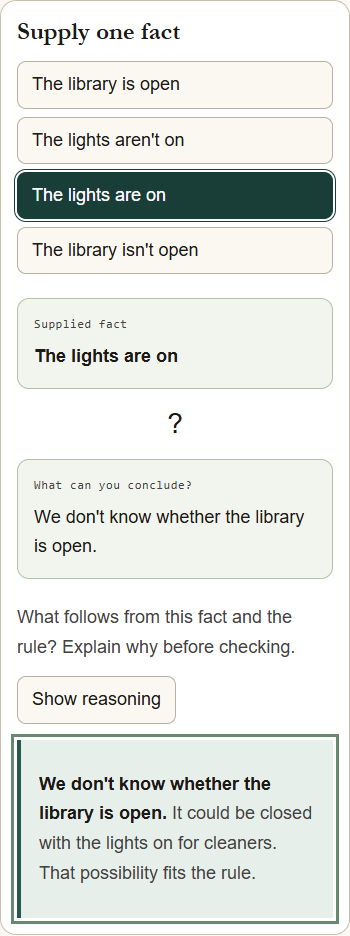 Supply one fact
The library is open
The lights aren't on
The lights are on
The library isn't open
Supplied fact
The lights are on
?
What can you conclude?
We don't know whether the library
is open.
What follows from this fact and the
rule? Explain why before checking.
Show reasoning
We don't know whether the
library is open. It could be closed
with the lights on for cleaners.
That possibility fits the rule.